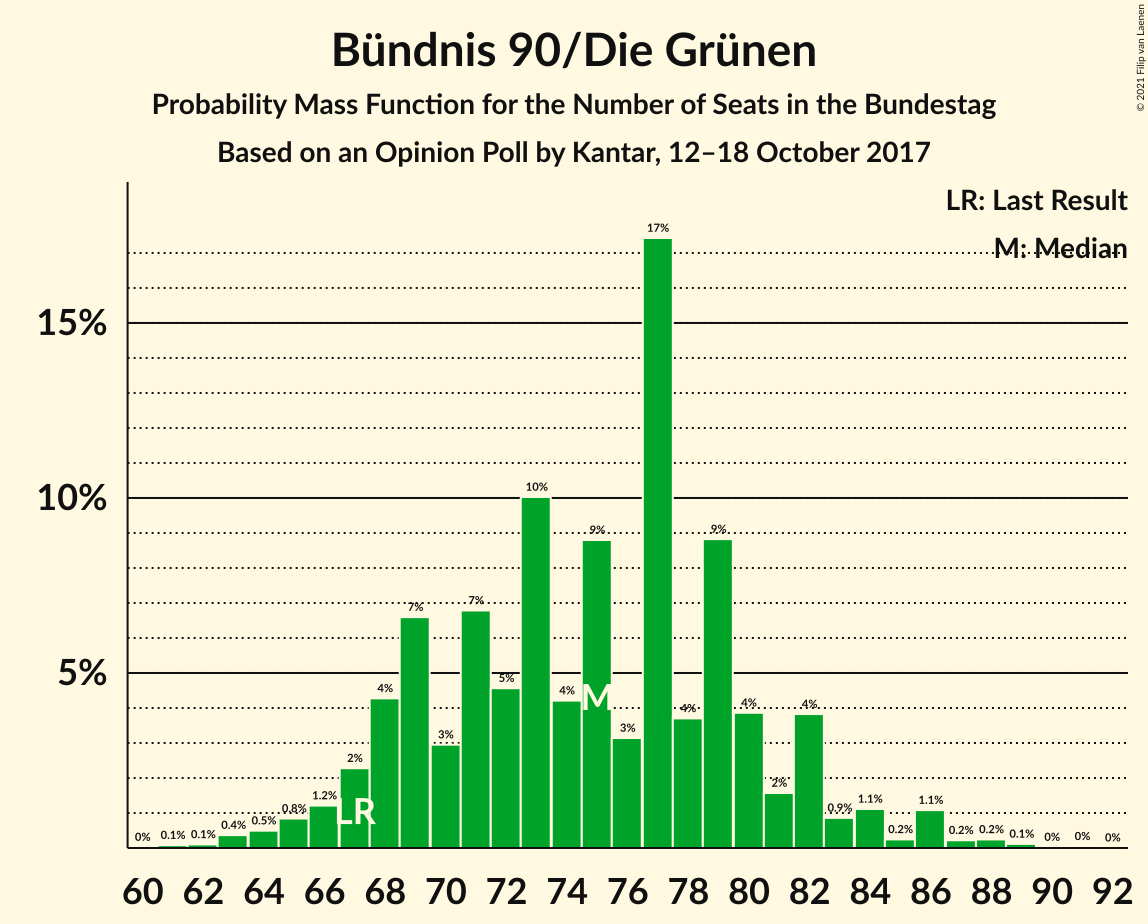 Bündnis 90/Die Grünen
Probability Mass Function for the Number of Seats in the Bundestag
Based on an Opinion Poll by Kantar, 12–18 October 2017
© 2021 Filip van Laenen
LR: Last Result
M: Median
15%
10%
5%
0% 0.1% 0.1% 0.4% 0.5% 0.8% 1.2% 2% 4% 7% 3% 7% 5% 10% 4% 9% 3% 17% 4% 9% 4% 2% 4% 0.9% 1.1% 0.2% 1.1% 0.2% 0.2% 0.1% 0% 0% 0%
LR
M
60 62 64 66 68 70 72 74 76 78 80 82 84 86 88 90 92